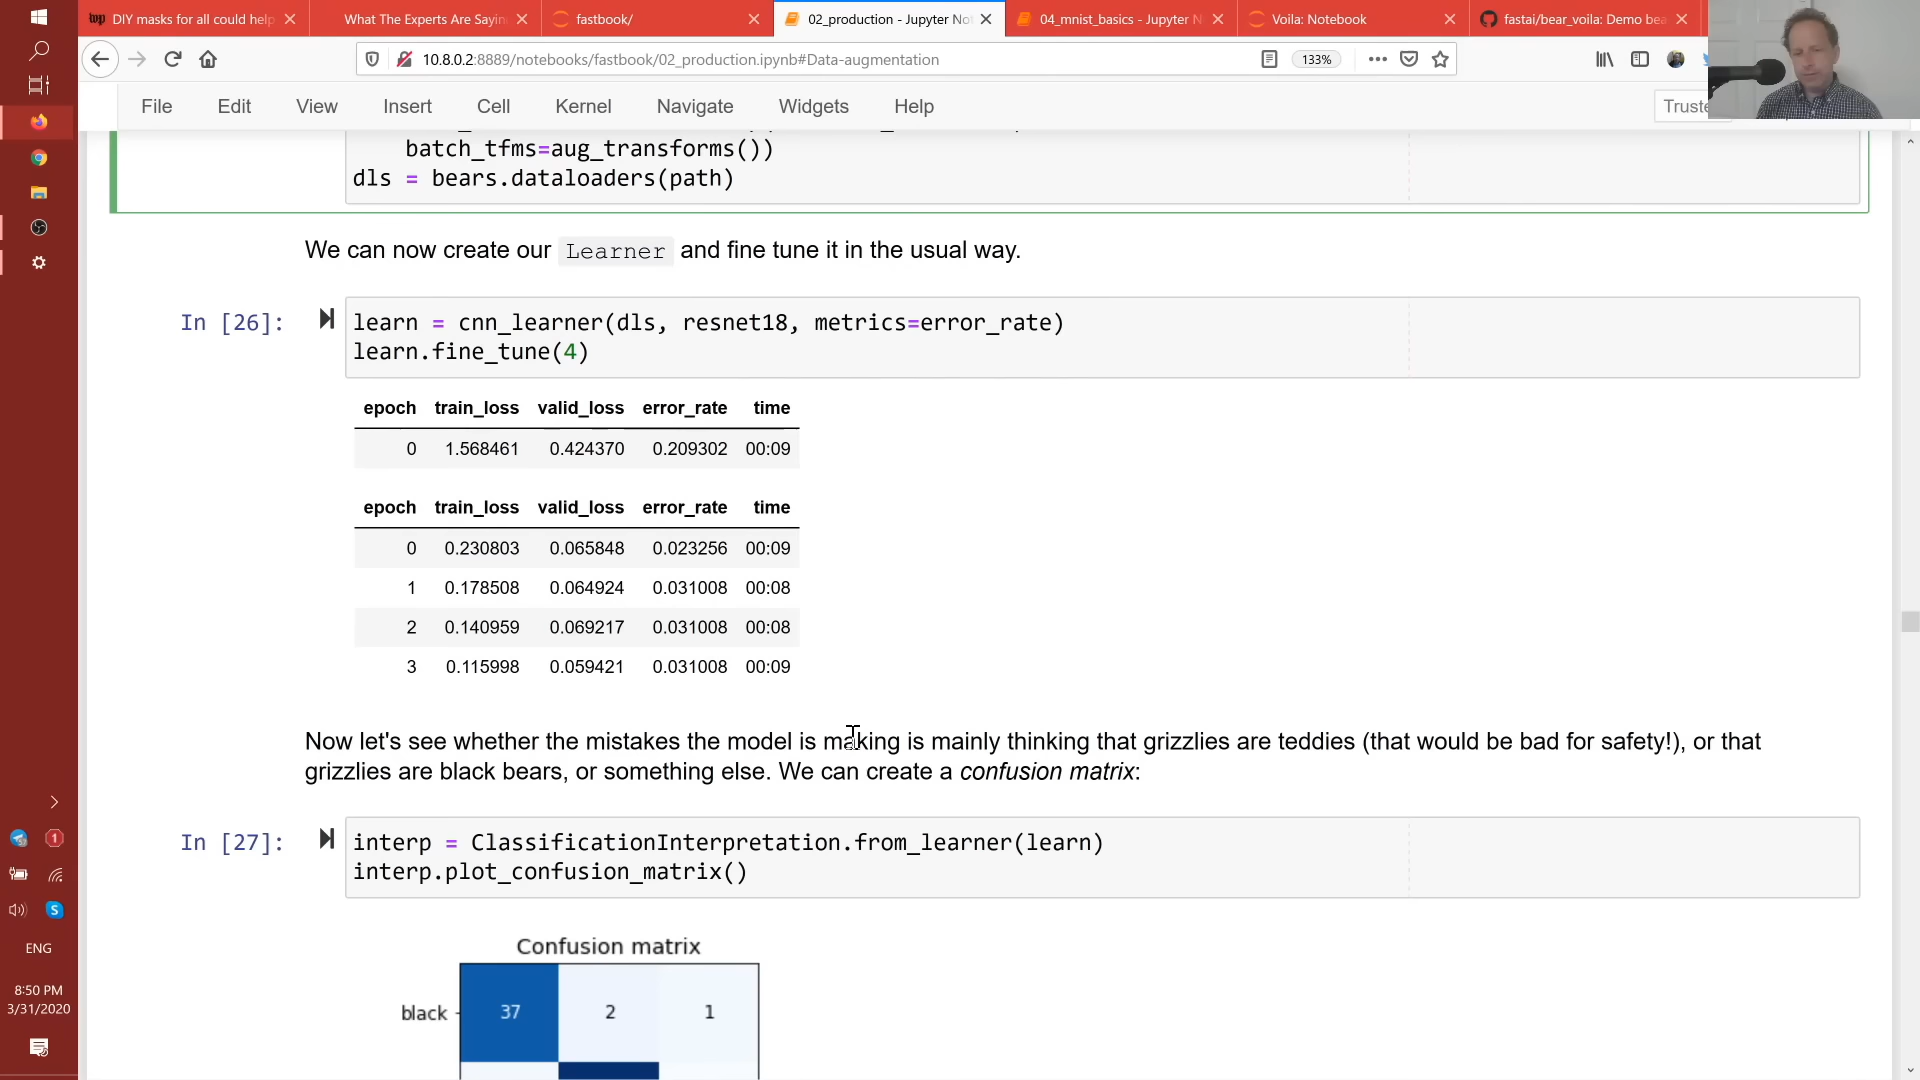 DIY masks for all could help
What The Experts Are Sayin
fastbook/
02_production - Jupyter No
04_mnist_basics - Jupyter N
Voila: Notebook
fastai/bear_voila: Demo bea
10.8.0.2:8889/notebooks/fastbook/02_production.ipynb#Data-augmentation
133%
File Edit View Insert Cell Kernel Navigate Widgets Help
Truste
batch_tfms=aug_transforms())
dls = bears.dataloaders(path)
We can now create our Learner and fine tune it in the usual way.
In [26]:
learn = cnn_learner(dls, resnet18, metrics=error_rate)
learn.fine_tune(4)
epoch train_loss valid_loss error_rate time
0 1.568461 0.424370 0.209302 00:09
epoch train_loss valid_loss error_rate time
0 0.230803 0.065848 0.023256 00:09
1 0.178508 0.064924 0.031008 00:08
2 0.140959 0.069217 0.031008 00:08
3 0.115998 0.059421 0.031008 00:09
Now let's see whether the mistakes the model is making is mainly thinking that grizzlies are teddies (that would be bad for safety!), or that
grizzlies are black bears, or something else. We can create a confusion matrix:
In [27]:
interp = ClassificationInterpretation.from_learner(learn)
interp.plot_confusion_matrix()
Confusion matrix
black 37 2 1
ENG
8:50 PM
3/31/2020